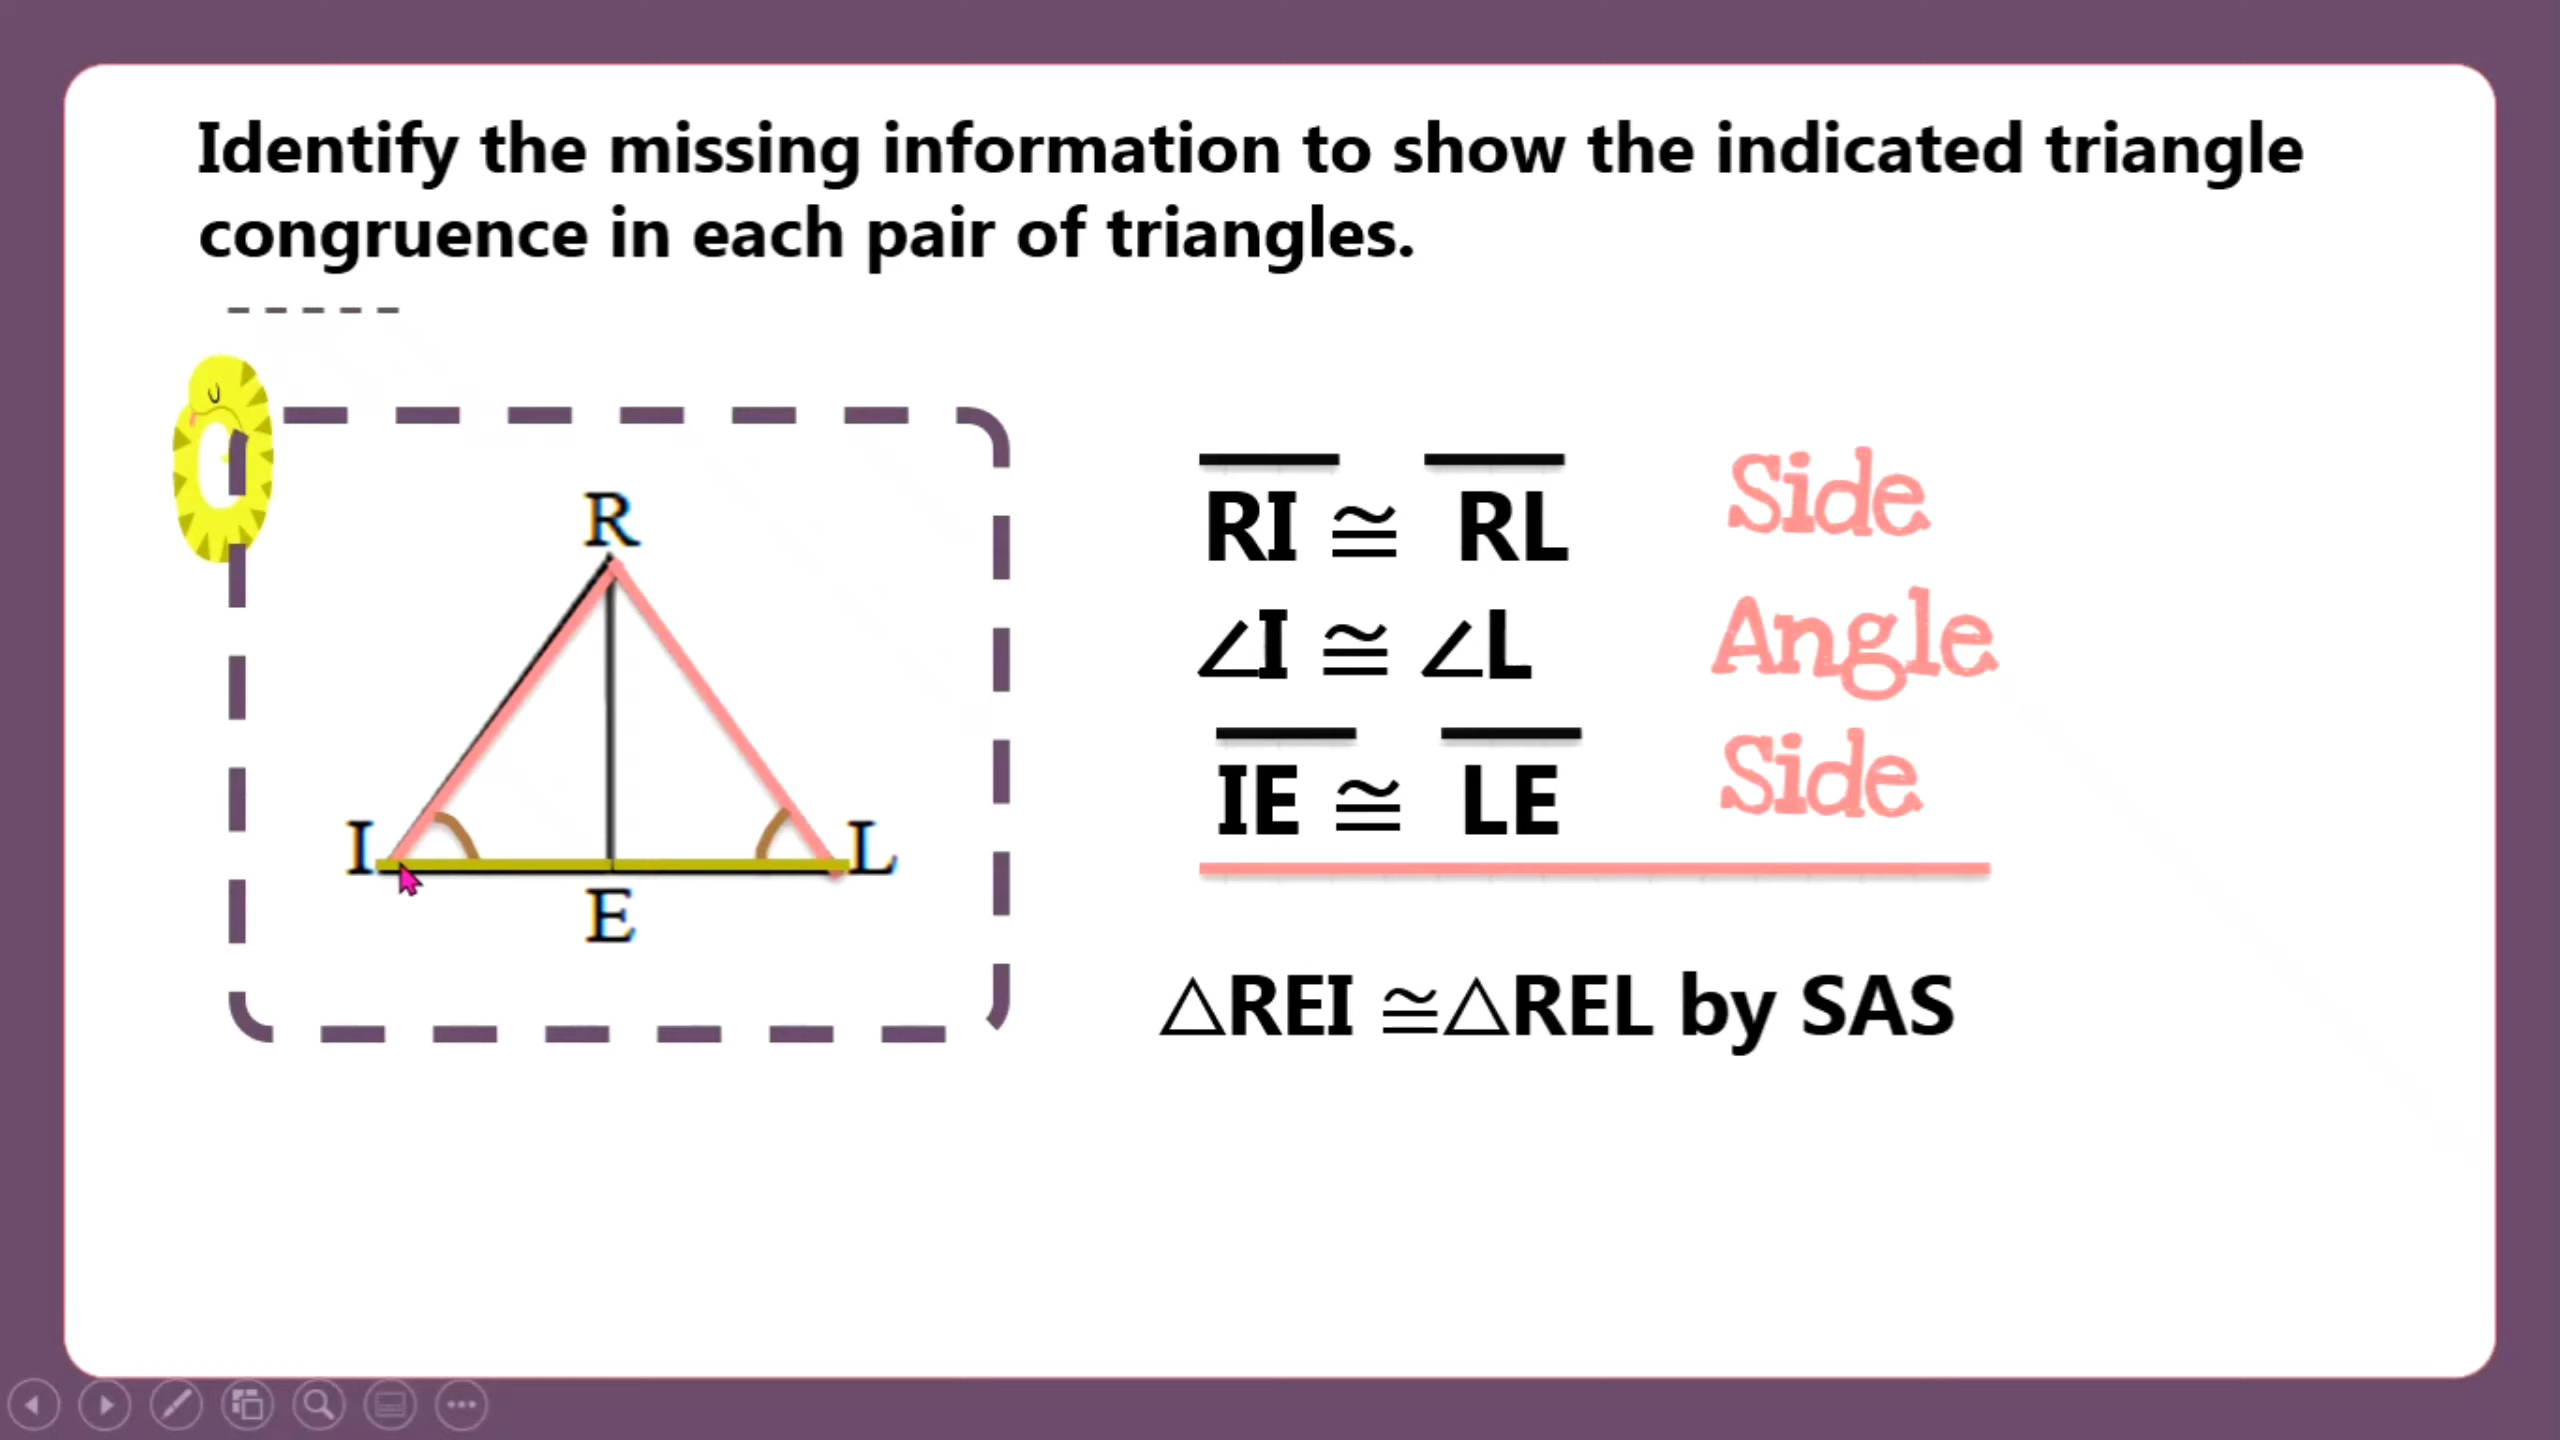 Identify the missing information to show the indicated triangle
congruence in each pair of triangles.
R
I
L
E
RI ≅ RL Side
∠I ≅ ∠L Angle
IE ≅ LE Side
△REI ≅△REL by SAS